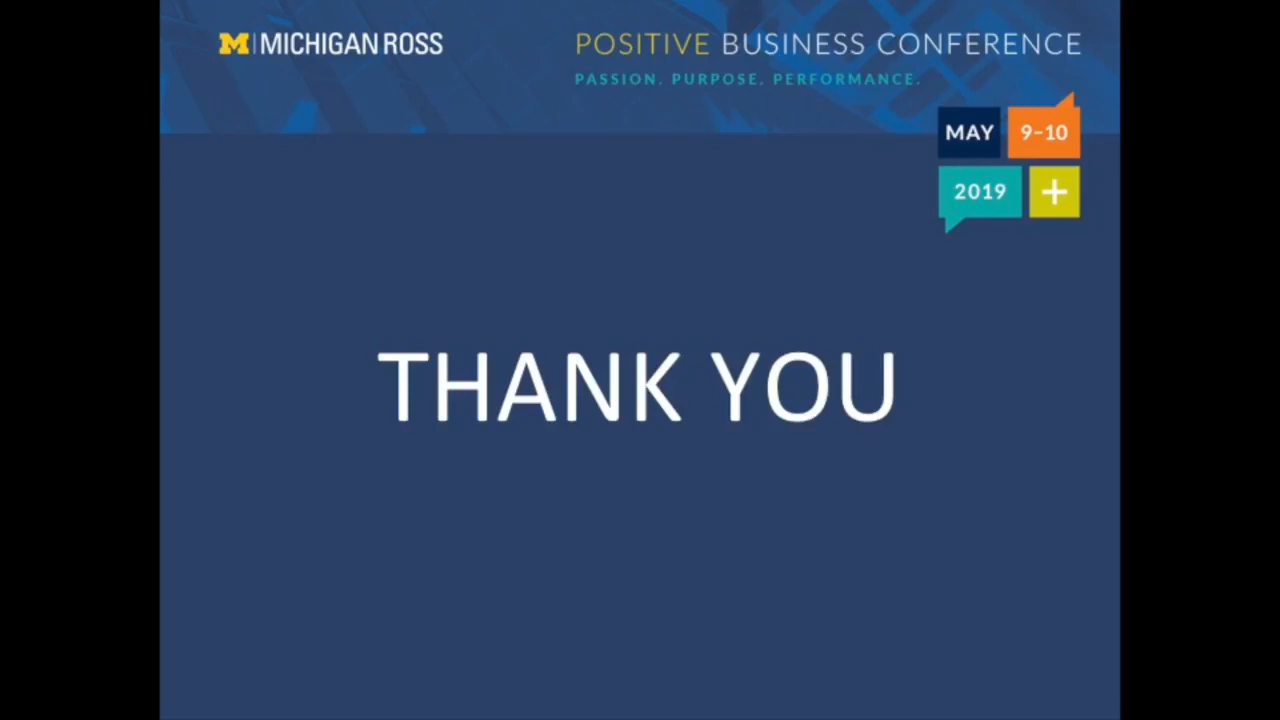 M | MICHIGAN ROSS
POSITIVE BUSINESS CONFERENCE
PASSION. PURPOSE. PERFORMANCE.
MAY 9-10
2019 +
THANK YOU